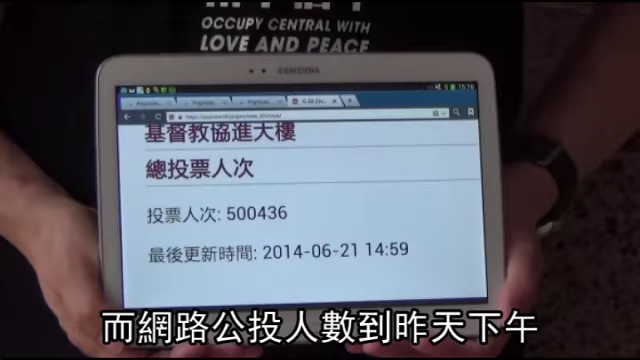 OCCUPY CENTRAL WITH
LOVE AND PEACE
SAMSUNG
15:16
基督教協進大樓
總投票人次
投票人次: 500436
最後更新時間: 2014-06-21 14:59
而網路公投人數到昨天下午